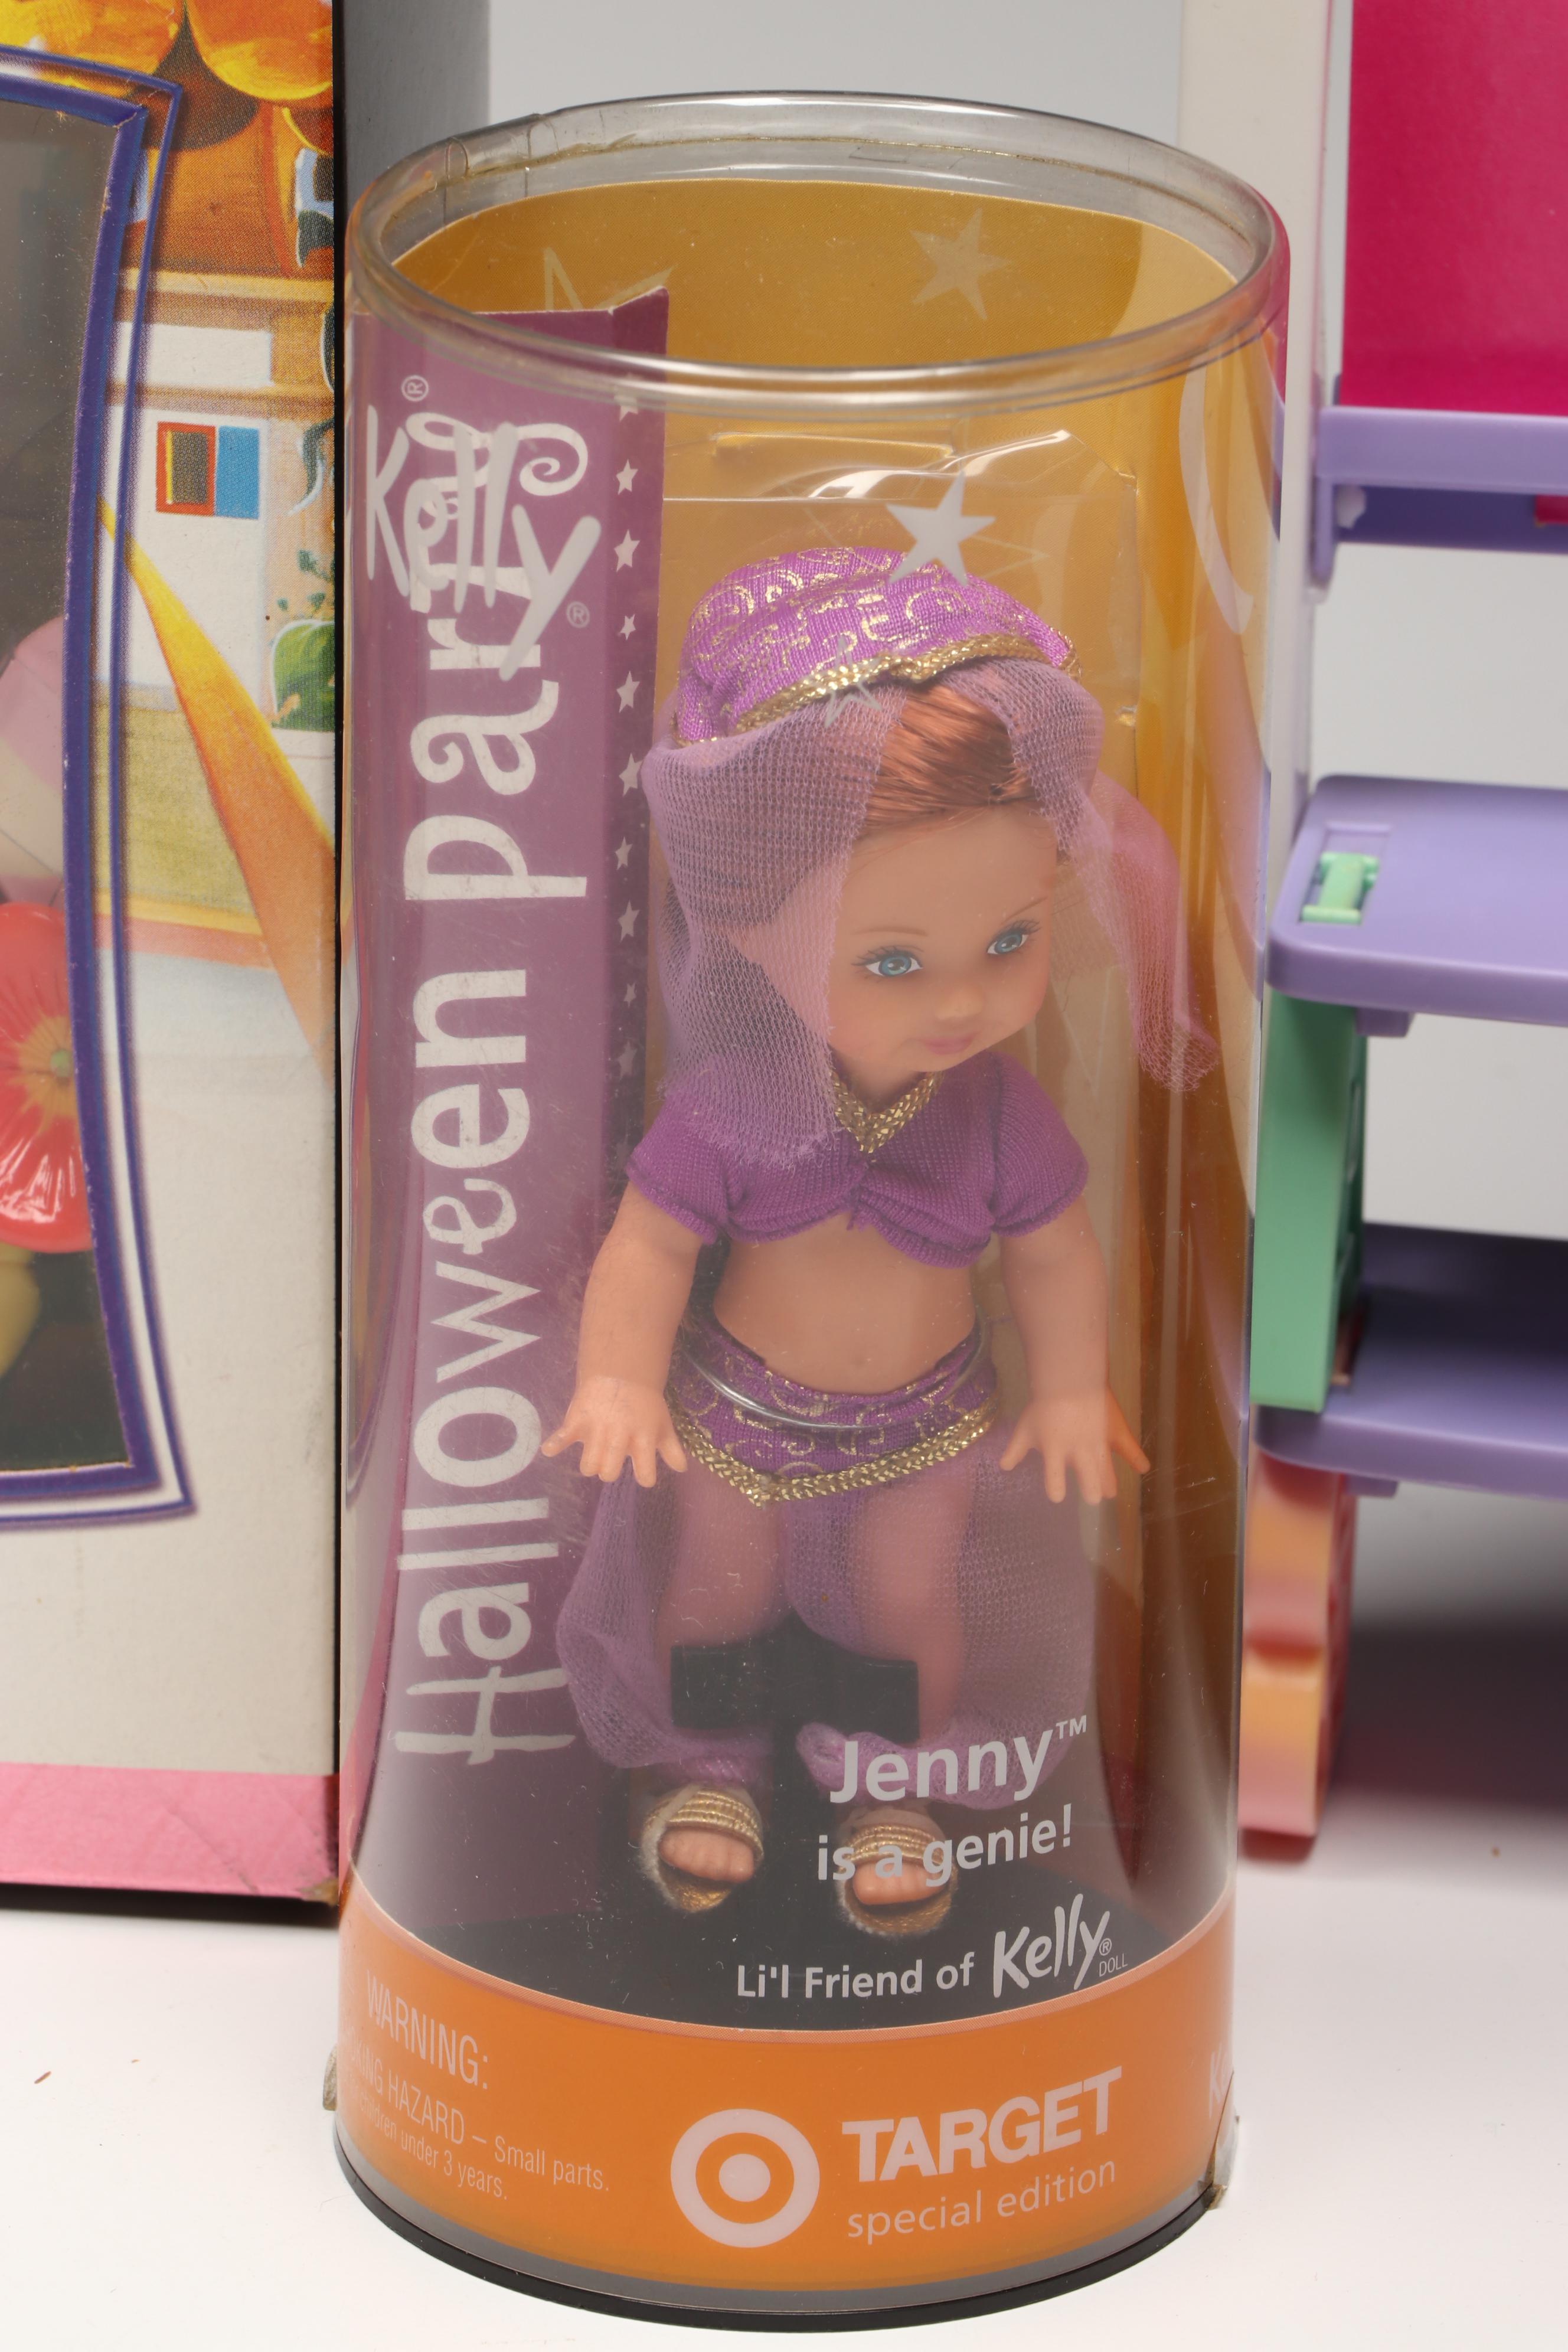 Kelly®
Kelly®
Halloween party
Jenny™
is a genie!
Li'l Friend of Kelly®
DOLL
WARNING:
HAZARD – Small parts.
under 3 years.
TARGET
special edition